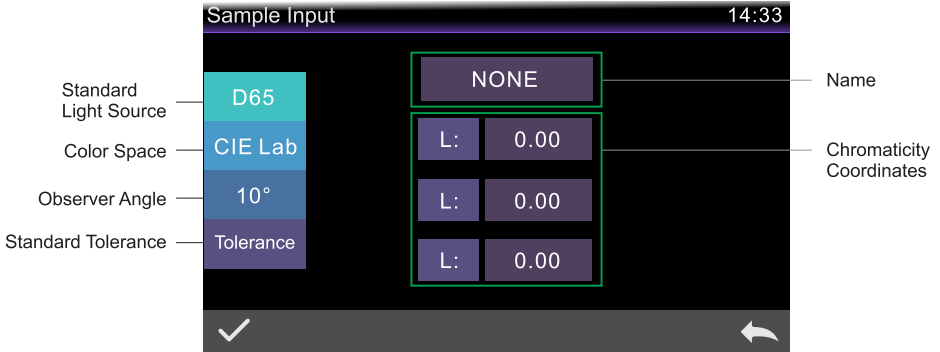 Sample Input
14:33
Standard
Light Source
Color Space
Observer Angle
Standard Tolerance
D65
CIE Lab
10°
Tolerance
NONE
L: 0.00
L: 0.00
L: 0.00
Name
Chromaticity
Coordinates